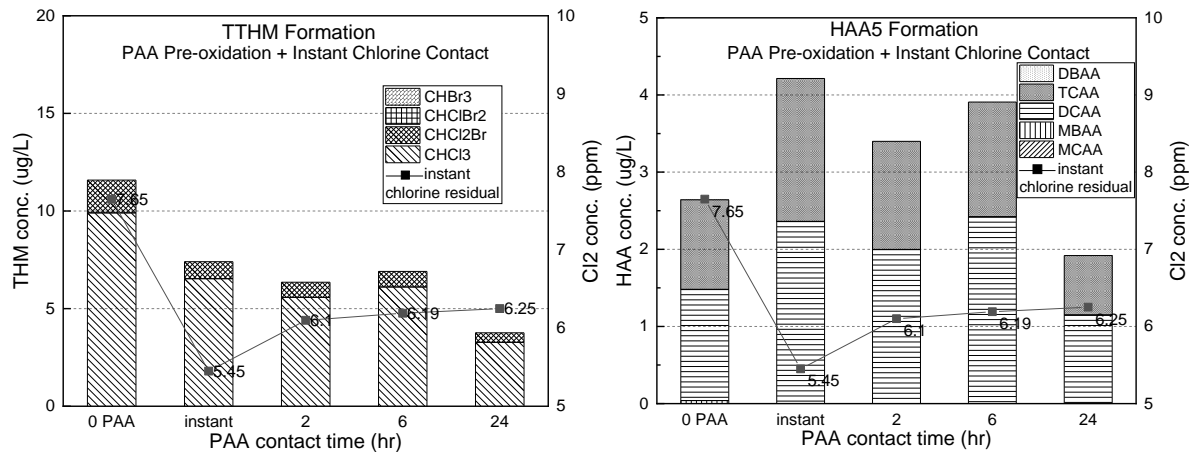 TTHM Formation
PAA Pre-oxidation + Instant Chlorine Contact
CHBr3
CHClBr2
CHCl2Br
CHCl3
instant
chlorine residual
THM conc. (ug/L)
20
15
10
5
0
7.65
5.45
6.1
6.19
6.25
10
9
8
7
6
5
Cl2 conc. (ppm)
0 PAA
instant
2
6
24
PAA contact time (hr)
HAA5 Formation
PAA Pre-oxidation + Instant Chlorine Contact
DBAA
TCAA
DCAA
MBAA
MCAA
instant
chlorine residual
HAA conc. (ug/L)
5
4
3
2
1
0
7.65
5.45
6.1
6.19
6.25
10
9
8
7
6
5
Cl2 conc. (ppm)
0 PAA
instant
2
6
24
PAA contact time (hr)